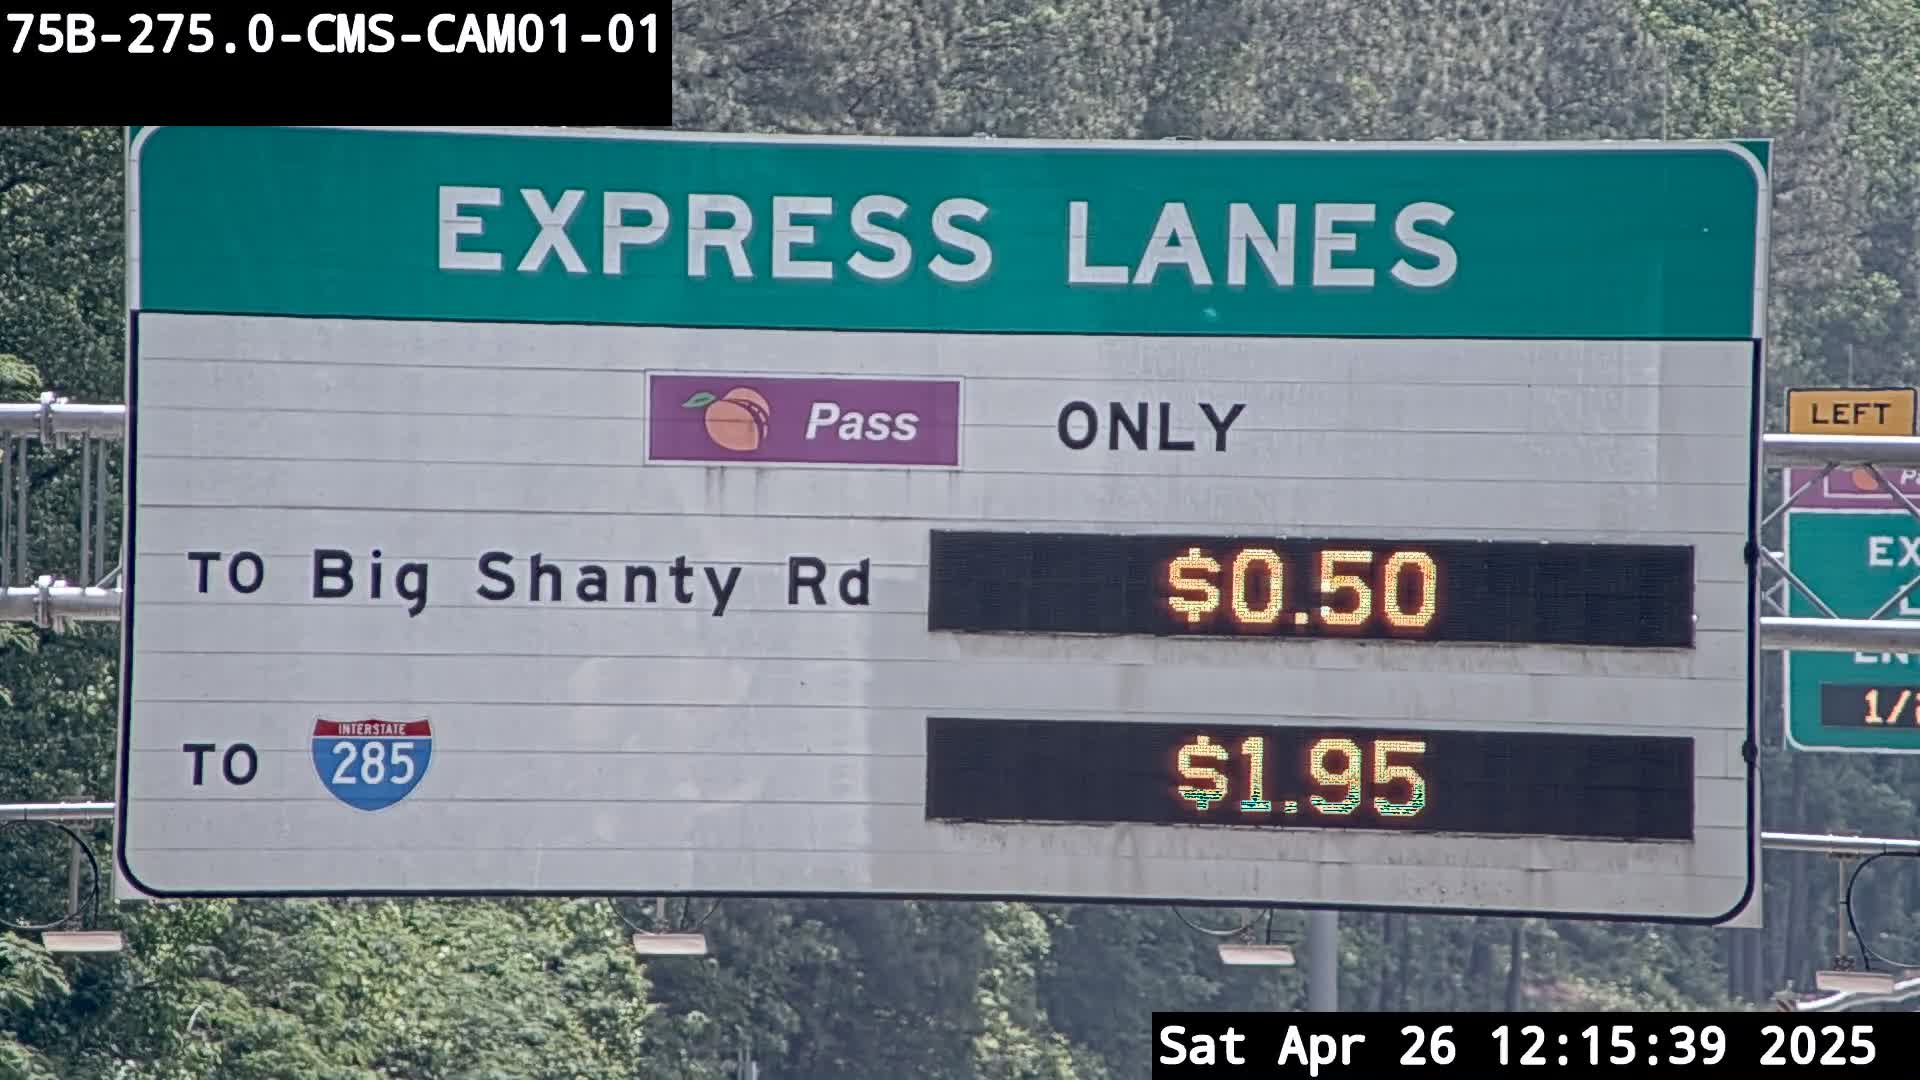 75B-275.0-CMS-CAM01-01
EXPRESS LANES
Pass ONLY
TO Big Shanty Rd $0.50
TO INTERSTATE 285 $1.95
LEFT
Sat Apr 26 12:15:39 2025